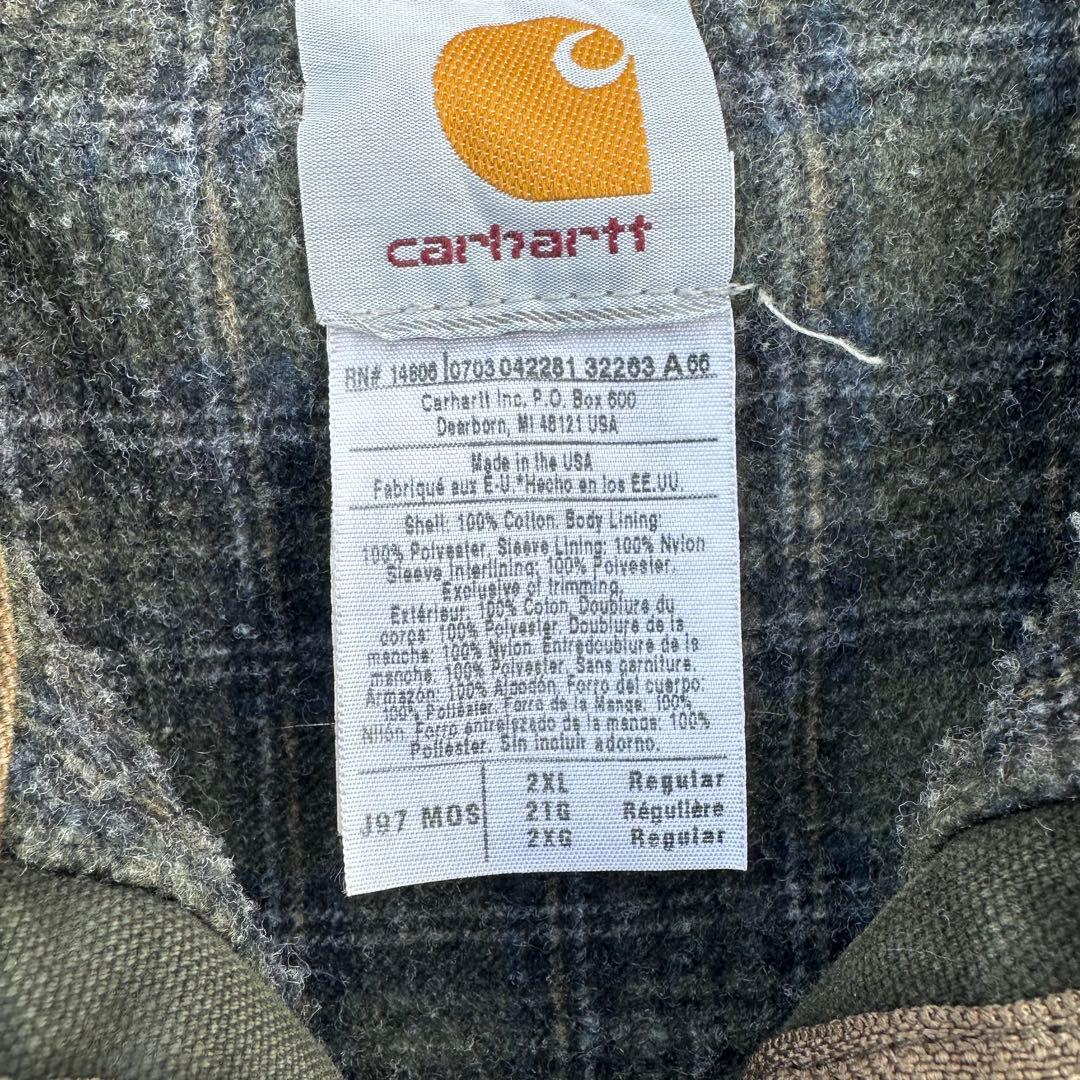 carhartt
RN# 14806 0703 042281 32263 A 66
Carhartt Inc, P.O. Box 600
Dearborn, MI 48121 USA
Made in the USA
Fabriqué aux E-U *Hecho en los EE.UU.
Shell: 100% Cotton, Body Lining:
100% Polyester, Sleeve Lining: 100% Nylon
Sleeve Interlining: 100% Polyester,
Exclusive of trimming,
Extérieur: 100% Coton, Doublure du
corps: 100% Polyester, Doublure de la
manche: 100% Nylon, Entredoublure de la
manche: 100% Polyester, Sans garniture.
Armazon: 100% Algodón, Forro del cuerpo:
100% Poliéster, Forro de la Manga, 100%
Nilón, Forro entrelazado de la manga: 100%
Poliéster. Sin incluir adorno.
J97 MOS
2XL Regular
2TG Régulière
2XG Regular